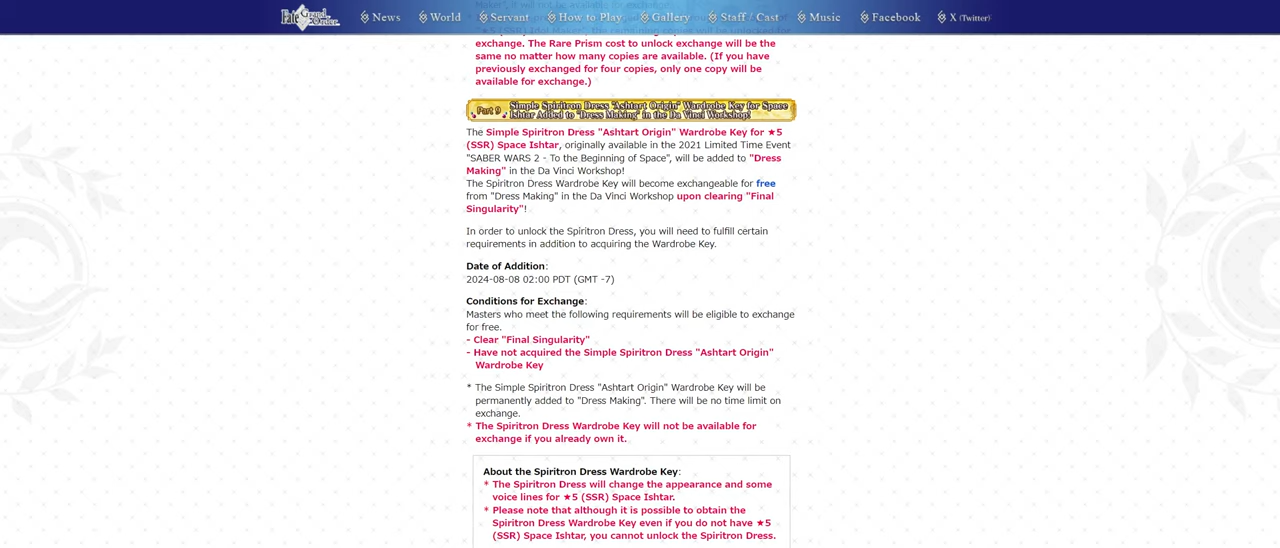 Fate Grand Order
News World Servant How to Play Gallery Staff / Cast Music Facebook X (Twitter)
exchange. The Rare Prism cost to unlock exchange will be the
same no matter how many copies are available. (If you have
previously exchanged for four copies, only one copy will be
available for exchange.)
Part 9 Simple Spiritron Dress "Ashtart Origin" Wardrobe Key for Space
Ishtar Added to "Dress Making" in the Da Vinci Workshop!
The Simple Spiritron Dress "Ashtart Origin" Wardrobe Key for ★5
(SSR) Space Ishtar, originally available in the 2021 Limited Time Event
"SABER WARS 2 - To the Beginning of Space", will be added to "Dress
Making" in the Da Vinci Workshop!
The Spiritron Dress Wardrobe Key will become exchangeable for free
from "Dress Making" in the Da Vinci Workshop upon clearing "Final
Singularity"!
In order to unlock the Spiritron Dress, you will need to fulfill certain
requirements in addition to acquiring the Wardrobe Key.
Date of Addition:
2024-08-08 02:00 PDT (GMT -7)
Conditions for Exchange:
Masters who meet the following requirements will be eligible to exchange
for free.
- Clear "Final Singularity"
- Have not acquired the Simple Spiritron Dress "Ashtart Origin"
Wardrobe Key
* The Simple Spiritron Dress "Ashtart Origin" Wardrobe Key will be
permanently added to "Dress Making". There will be no time limit on
exchange.
* The Spiritron Dress Wardrobe Key will not be available for
exchange if you already own it.
About the Spiritron Dress Wardrobe Key:
* The Spiritron Dress will change the appearance and some
voice lines for ★5 (SSR) Space Ishtar.
* Please note that although it is possible to obtain the
Spiritron Dress Wardrobe Key even if you do not have ★5
(SSR) Space Ishtar, you cannot unlock the Spiritron Dress.